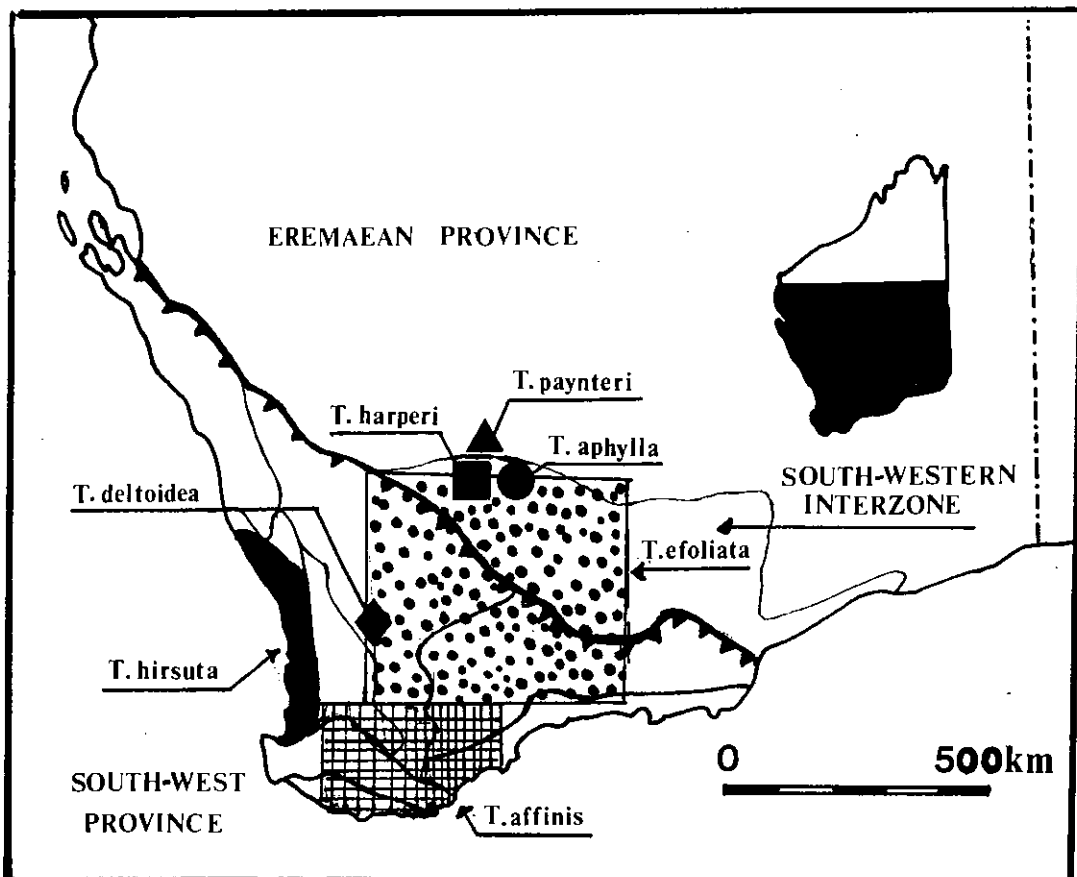 EREMAEAN PROVINCE
T. paynteri
T. harperi
T. aphylla
T. deltoidea
SOUTH-WESTERN
INTERZONE
T.efoliata
T. hirsuta
0 500km
SOUTH-WEST
PROVINCE
T.affinis